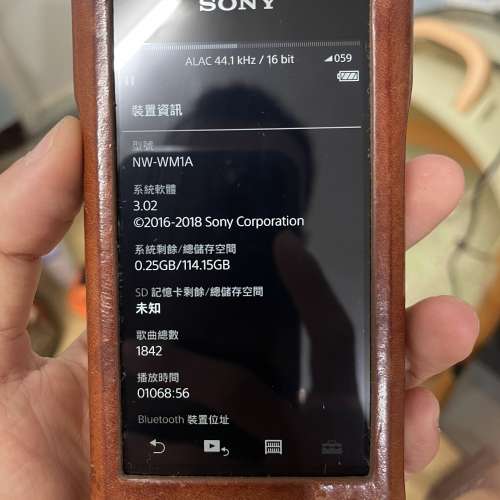 SONY
ALAC 44.1 kHz / 16 bit
059
裝置資訊
型號
NW-WM1A
系統軟體
3.02
©2016-2018 Sony Corporation
系統剩餘/總儲存空間
0.25GB/114.15GB
SD 記憶卡剩餘/總儲存空間
未知
歌曲總數
1842
播放時間
01068:56
Bluetooth 裝置位址